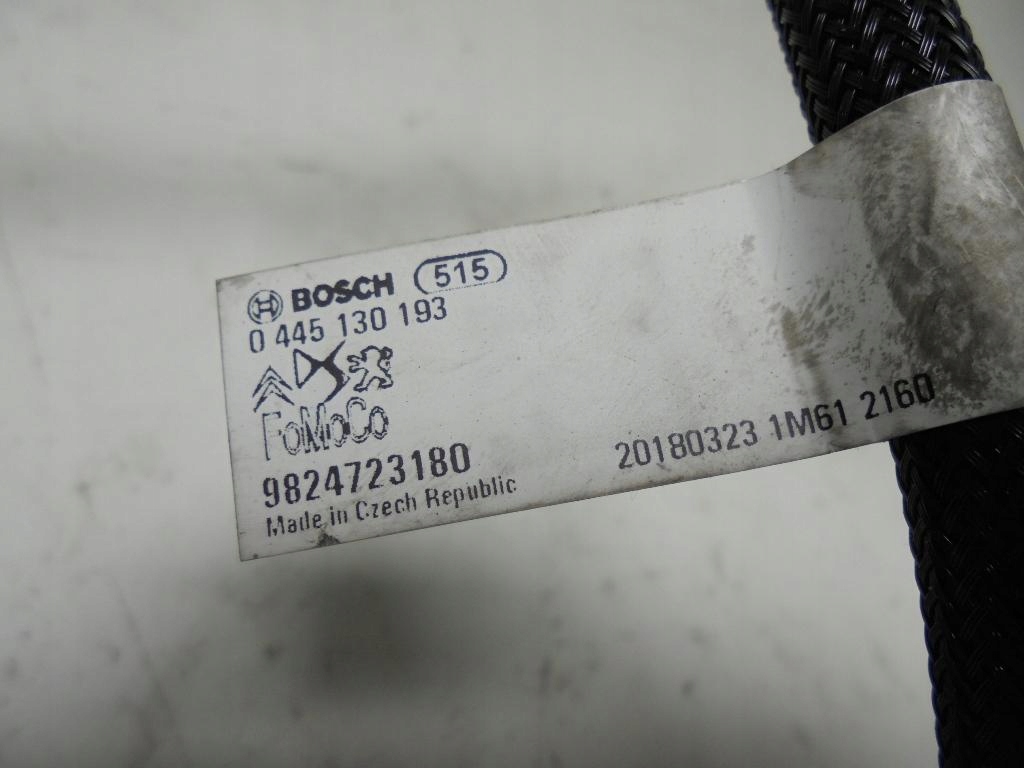 BOSCH 515
0 445 130 193
FoMoCo
9824723180
Made in Czech Republic
20180323 1M61 2160